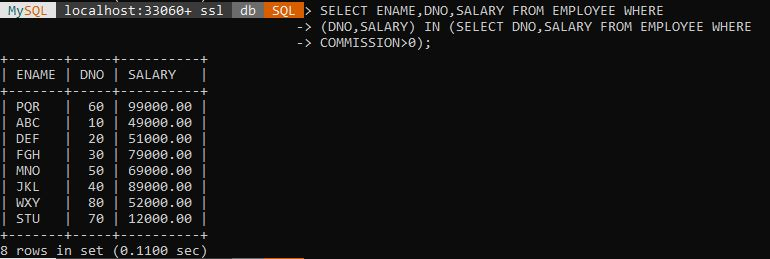 MySQL localhost:33060+ ssl db SQL > SELECT ENAME,DNO,SALARY FROM EMPLOYEE WHERE
-> (DNO,SALARY) IN (SELECT DNO,SALARY FROM EMPLOYEE WHERE
-> COMMISSION>0);
+-------+-----+----------+
| ENAME | DNO | SALARY   |
+-------+-----+----------+
| PQR   |  60 | 99000.00 |
| ABC   |  10 | 49000.00 |
| DEF   |  20 | 51000.00 |
| FGH   |  30 | 79000.00 |
| MNO   |  50 | 69000.00 |
| JKL   |  40 | 89000.00 |
| WXY   |  80 | 52000.00 |
| STU   |  70 | 12000.00 |
+-------+-----+----------+
8 rows in set (0.1100 sec)